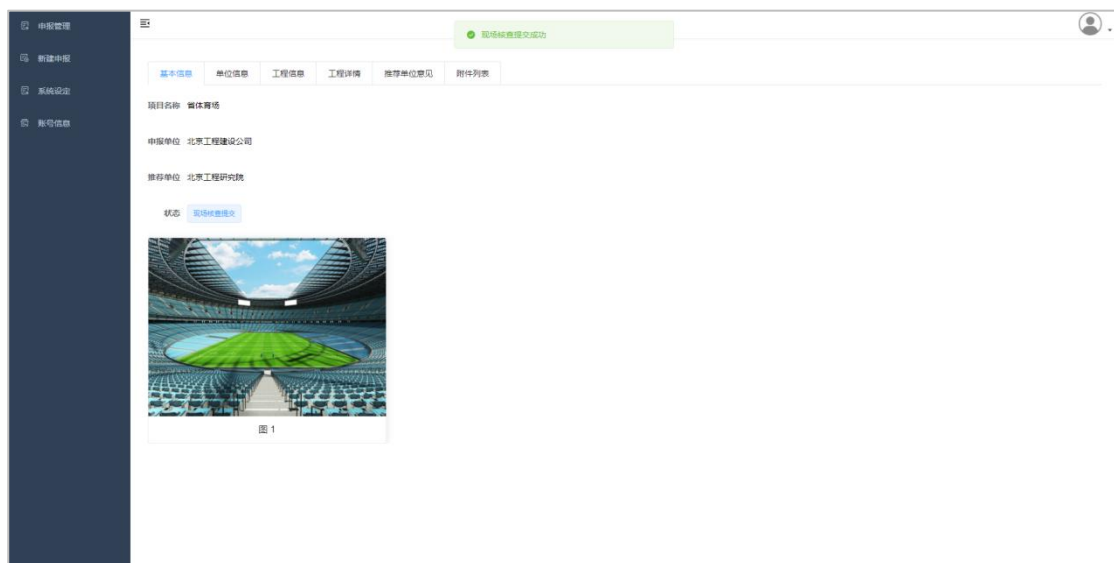 申报管理
新建申报
系统设定
账号信息
现场核查提交成功
基本信息 单位信息 工程信息 工程详情 推荐单位意见 附件列表
项目名称 省体育场
申报单位 北京工程建设公司
推荐单位 北京工程研究院
状态 现场核查提交
图 1